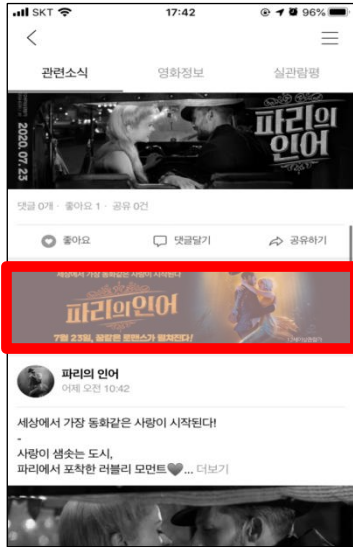 SKT 17:42 96%
관련소식 영화정보 실관람평
2020. 07. 23
파리의
인어
댓글 0개 · 좋아요 1 · 공유 0건
좋아요 댓글달기 공유하기
세상에서 가장 동화같은 사랑이 시작된다
파리의인어
7월 23일, 꿈같은 로맨스가 펼쳐진다!
파리의 인어
어제 오전 10:42
세상에서 가장 동화같은 사랑이 시작된다!
-
사랑이 샘솟는 도시,
파리에서 포착한 러블리 모먼트🖤... 더보기